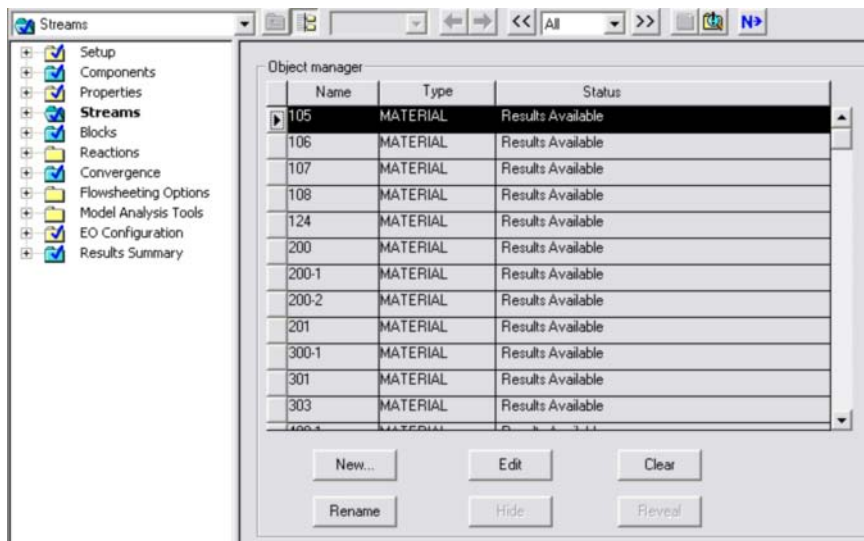 Streams
<< All >> N>
Setup
Components
Properties
Streams
Blocks
Reactions
Convergence
Flowsheeting Options
Model Analysis Tools
EO Configuration
Results Summary
Object manager
Name Type Status
105 MATERIAL Results Available
106 MATERIAL Results Available
107 MATERIAL Results Available
108 MATERIAL Results Available
124 MATERIAL Results Available
200 MATERIAL Results Available
200-1 MATERIAL Results Available
200-2 MATERIAL Results Available
201 MATERIAL Results Available
300-1 MATERIAL Results Available
301 MATERIAL Results Available
303 MATERIAL Results Available
New... Edit Clear
Rename Hide Reveal